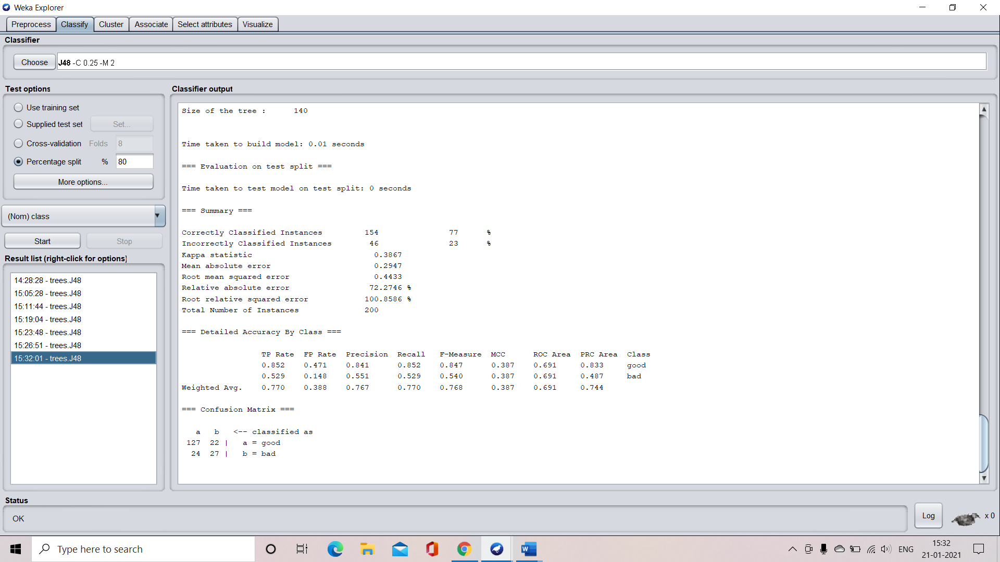 Weka Explorer
Preprocess Classify Cluster Associate Select attributes Visualize
Classifier
Choose J48 -C 0.25 -M 2
Test options
Use training set
Supplied test set Set...
Cross-validation Folds 8
Percentage split % 80
More options...
(Nom) class
Start Stop
Result list (right-click for options)
14:28:28 - trees.J48
15:05:28 - trees.J48
15:11:44 - trees.J48
15:19:04 - trees.J48
15:23:48 - trees.J48
15:26:51 - trees.J48
15:32:01 - trees.J48
Classifier output
Size of the tree : 140
Time taken to build model: 0.01 seconds
=== Evaluation on test split ===
Time taken to test model on test split: 0 seconds
=== Summary ===
Correctly Classified Instances 154 77 %
Incorrectly Classified Instances 46 23 %
Kappa statistic 0.3867
Mean absolute error 0.2947
Root mean squared error 0.4433
Relative absolute error 72.2746 %
Root relative squared error 100.8586 %
Total Number of Instances 200
=== Detailed Accuracy By Class ===
TP Rate FP Rate Precision Recall F-Measure MCC ROC Area PRC Area Class
0.852 0.471 0.841 0.852 0.847 0.387 0.691 0.833 good
0.529 0.148 0.551 0.529 0.540 0.387 0.691 0.487 bad
Weighted Avg. 0.770 0.388 0.767 0.770 0.768 0.387 0.691 0.744
=== Confusion Matrix ===
a b <-- classified as
127 22 | a = good
24 27 | b = bad
Status
OK
Log
x 0
Type here to search
ENG
15:32
21-01-2021